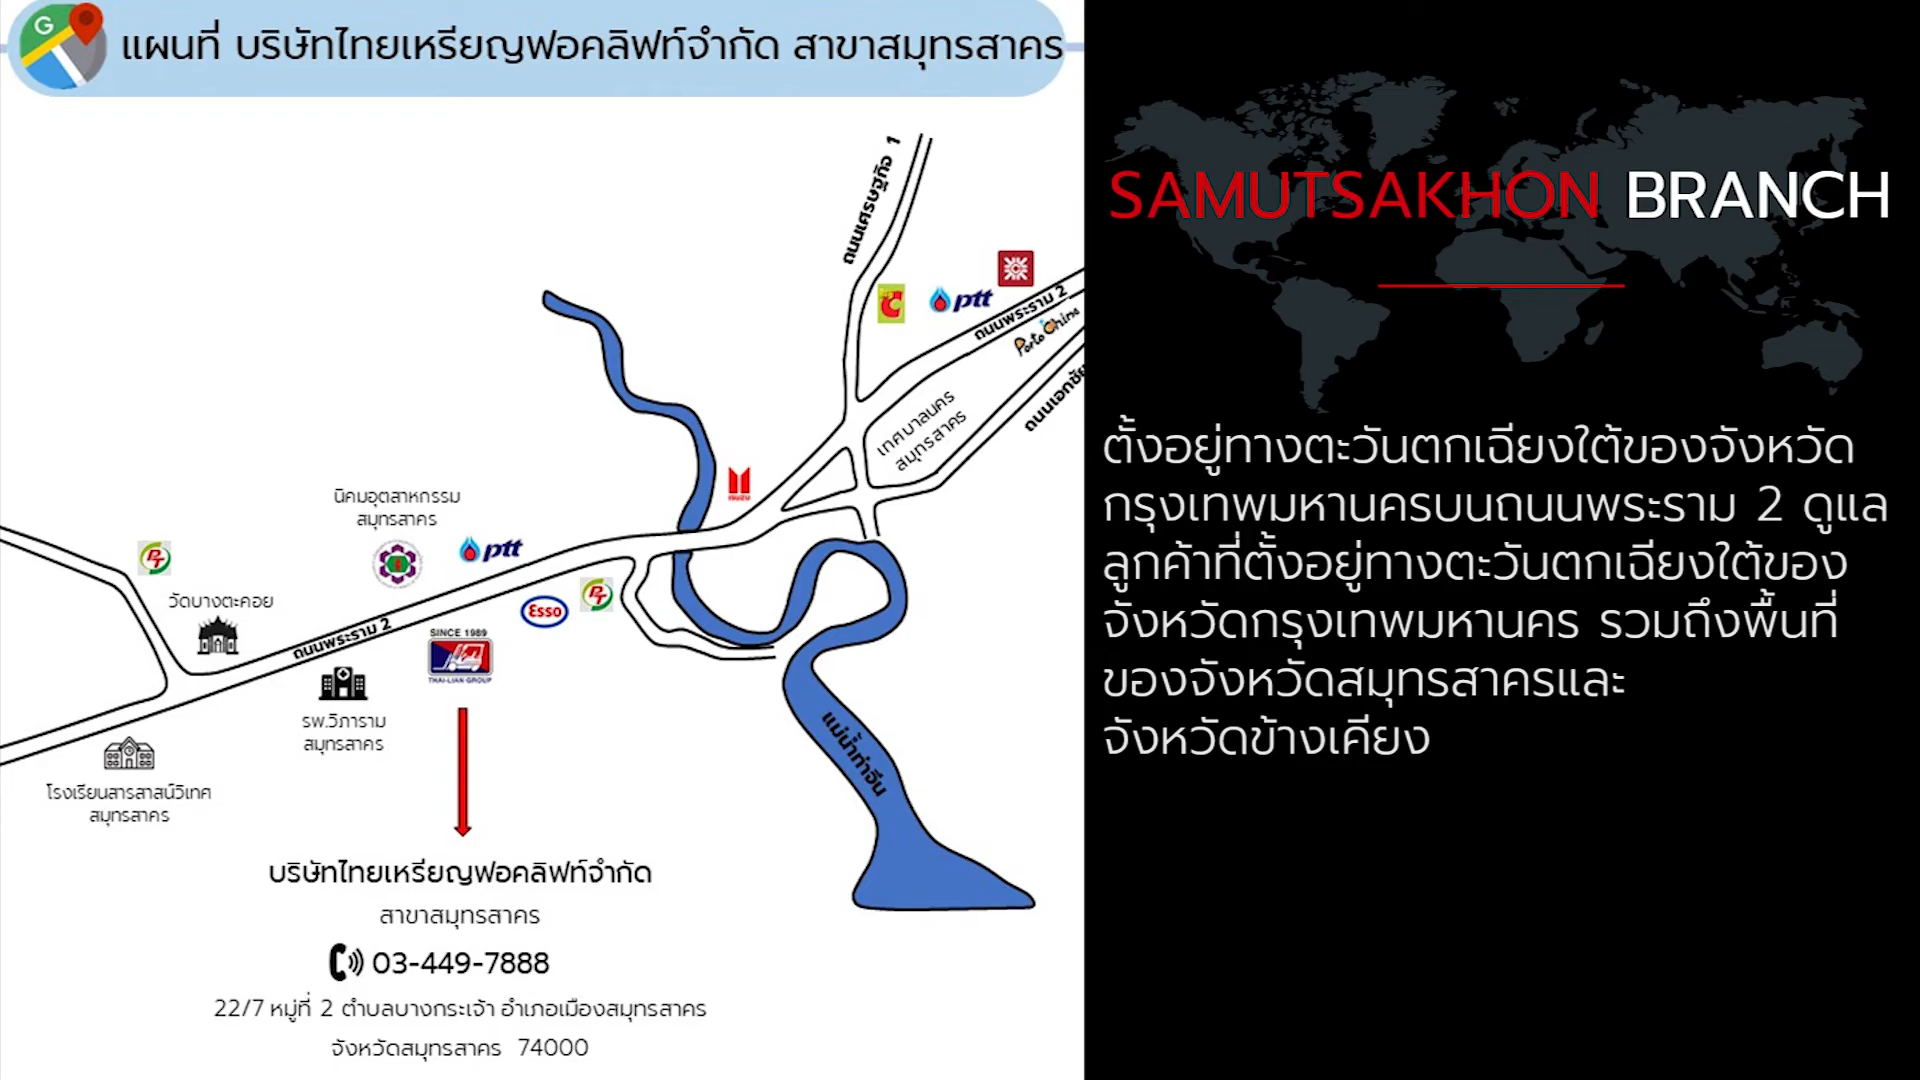 แผนที่ บริษัทไทยเหรียญฟอคลิฟท์จำกัด สาขาสมุทรสาคร
ถนนเศรษฐกิจ 1
ptt
ถนนพระราม 2
Porto Chino
ถนนเอกชัย
เทศบาลนคร
สมุทรสาคร
ISUZU
นิคมอุตสาหกรรม
สมุทรสาคร
ptt
PT
วัดบางตะคอย
Esso
PT
ถนนพระราม 2
SINCE 1989
THAI-LIAN GROUP
รพ.วิภาราม
สมุทรสาคร
โรงเรียนสารสาสน์วิเทศ
สมุทรสาคร
แม่น้ำท่าจีน
บริษัทไทยเหรียญฟอคลิฟท์จำกัด
สาขาสมุทรสาคร
03-449-7888
22/7 หมู่ที่ 2 ตำบลบางกระเจ้า อำเภอเมืองสมุทรสาคร
จังหวัดสมุทรสาคร 74000
SAMUTSAKHON BRANCH
ตั้งอยู่ทางตะวันตกเฉียงใต้ของจังหวัด
กรุงเทพมหานครบนถนนพระราม 2 ดูแล
ลูกค้าที่ตั้งอยู่ทางตะวันตกเฉียงใต้ของ
จังหวัดกรุงเทพมหานคร รวมถึงพื้นที่
ของจังหวัดสมุทรสาครและ
จังหวัดข้างเคียง